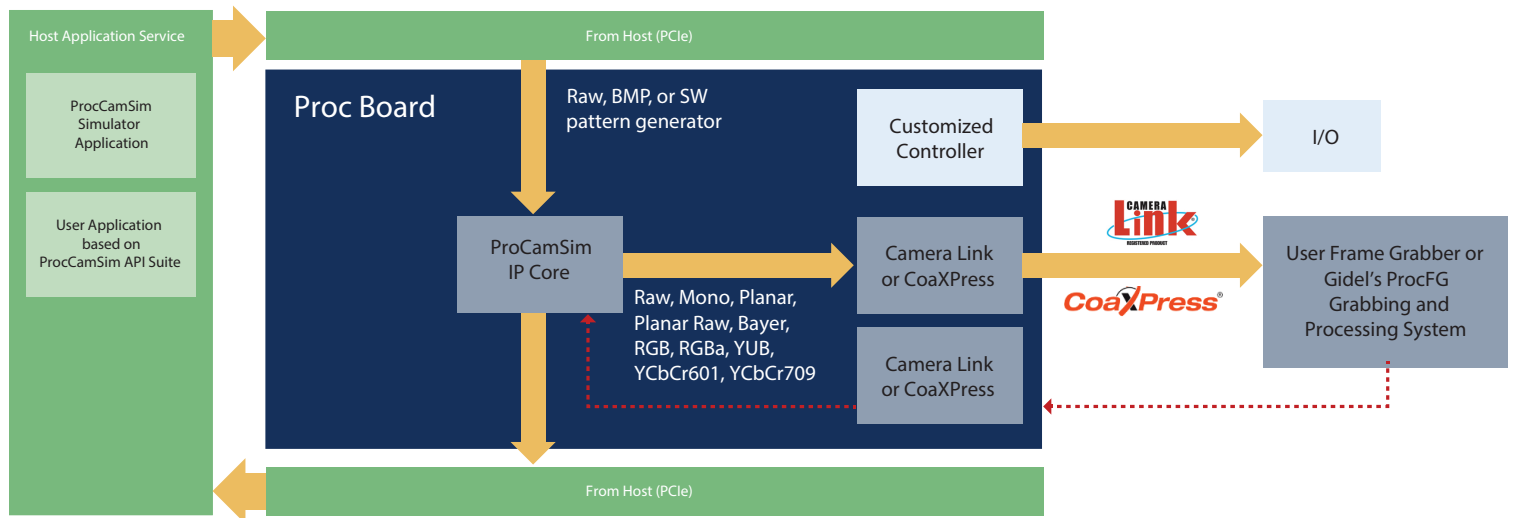 Host Application Service
ProcCamSim
Simulator
Application
User Application
based on
ProcCamSim API Suite
From Host (PCIe)
Proc Board
Raw, BMP, or SW
pattern generator
Customized
Controller
I/O
ProCamSim
IP Core
Raw, Mono, Planar,
Planar Raw, Bayer,
RGB, RGBa, YUB,
YCbCr601, YCbCr709
Camera Link
or CoaXPress
Camera Link
or CoaXPress
CAMERA
Link
REGISTERED PRODUCT
CoaXPress®
User Frame Grabber or
Gidel's ProcFG
Grabbing and
Processing System
From Host (PCIe)